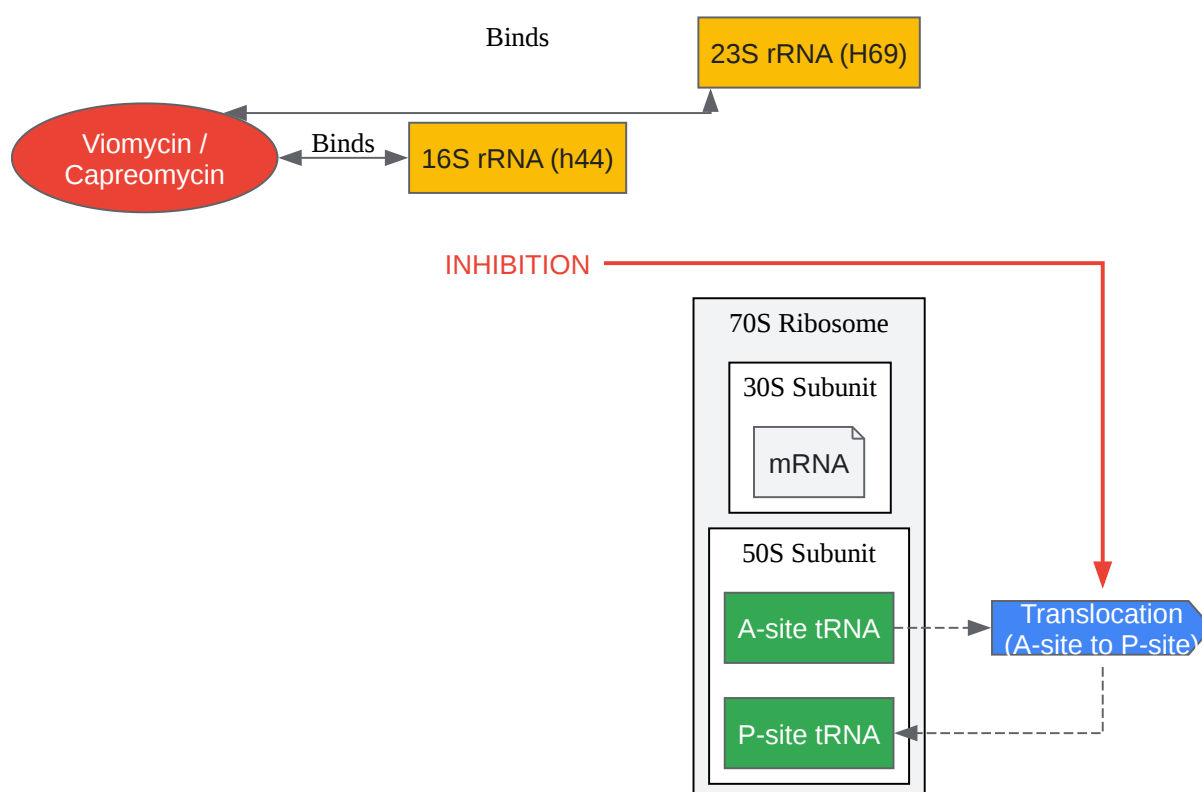 Binds
23S rRNA (H69)
Viomycin /
Capreomycin
Binds
16S rRNA (h44)
INHIBITION
70S Ribosome
30S Subunit
mRNA
50S Subunit
A-site tRNA
Translocation
(A-site to P-site)
P-site tRNA